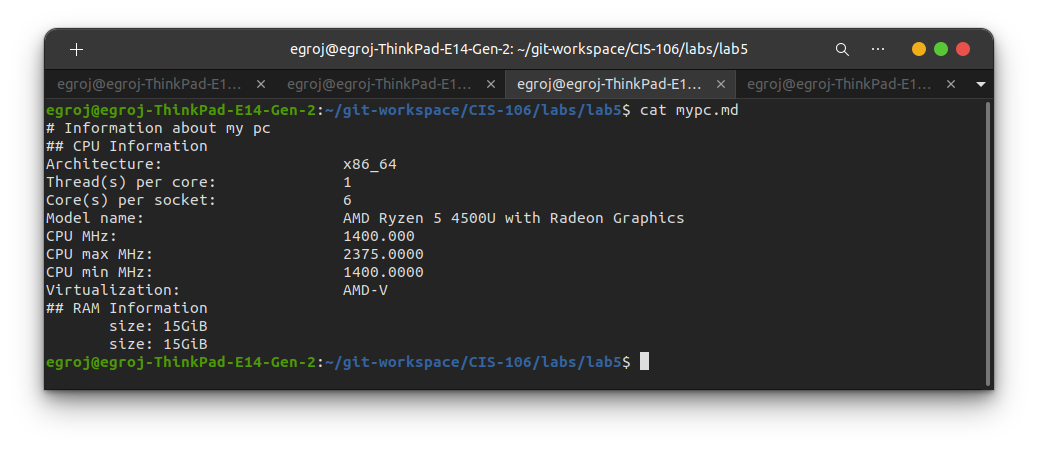 egroj@egroj-ThinkPad-E14-Gen-2: ~/git-workspace/CIS-106/labs/lab5
egroj@egroj-ThinkPad-E1... egroj@egroj-ThinkPad-E1... egroj@egroj-ThinkPad-E1... egroj@egroj-ThinkPad-E1...
egroj@egroj-ThinkPad-E14-Gen-2:~/git-workspace/CIS-106/labs/lab5$ cat mypc.md
# Information about my pc
## CPU Information
Architecture:                    x86_64
Thread(s) per core:              1
Core(s) per socket:              6
Model name:                      AMD Ryzen 5 4500U with Radeon Graphics
CPU MHz:                         1400.000
CPU max MHz:                     2375.0000
CPU min MHz:                     1400.0000
Virtualization:                  AMD-V
## RAM Information
       size: 15GiB
       size: 15GiB
egroj@egroj-ThinkPad-E14-Gen-2:~/git-workspace/CIS-106/labs/lab5$